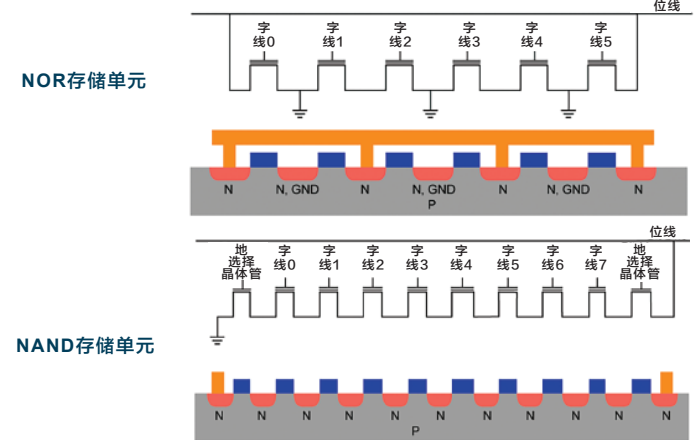 位线
字 字 字 字 字 字
线0 线1 线2 线3 线4 线5
NOR存储单元
N N, GND N N, GND N N, GND N
P
位线
地 字 字 字 字 字 字 字 字 地
选择 线0 线1 线2 线3 线4 线5 线6 线7 选择
晶体管 晶体管
NAND存储单元
N N N N N N N N N N N
P